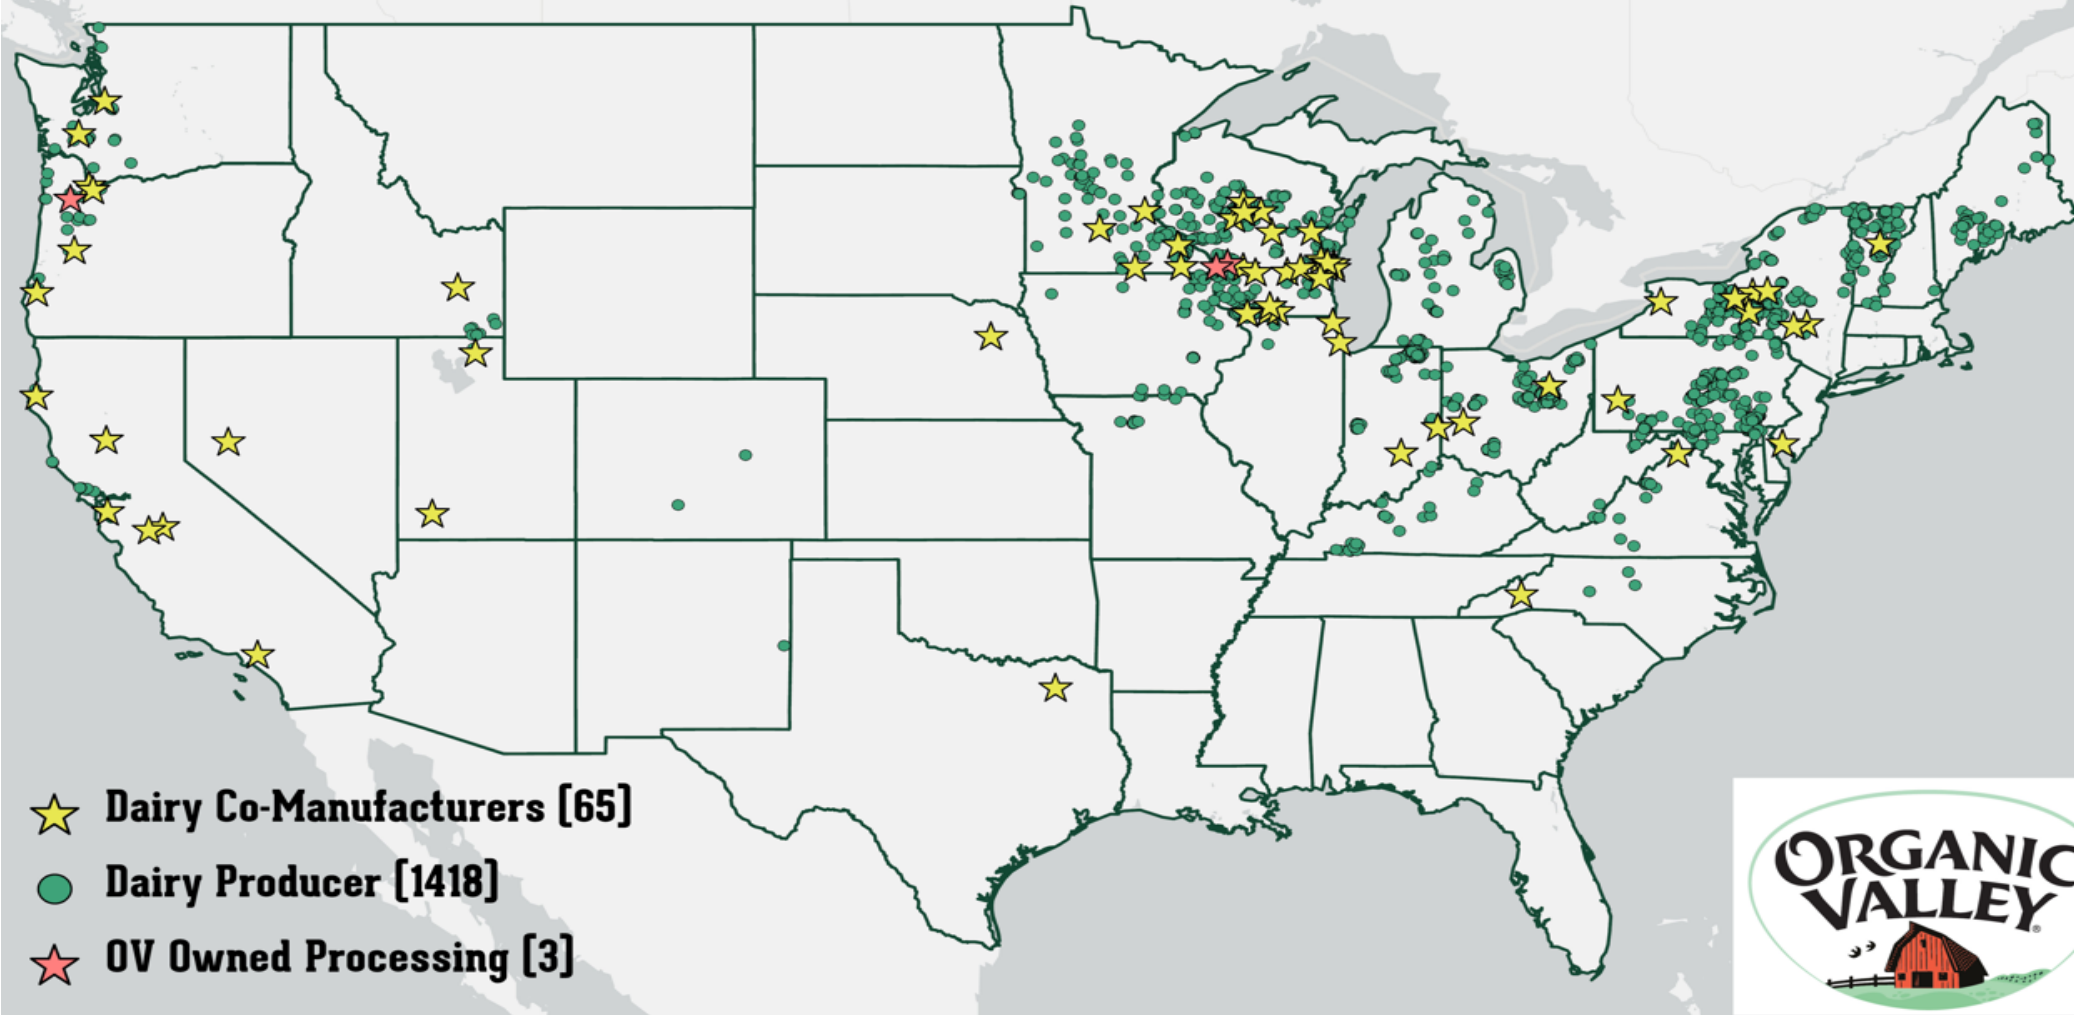 Dairy Co-Manufacturers [65]
Dairy Producer [1418]
OV Owned Processing [3]
ORGANIC
VALLEY®